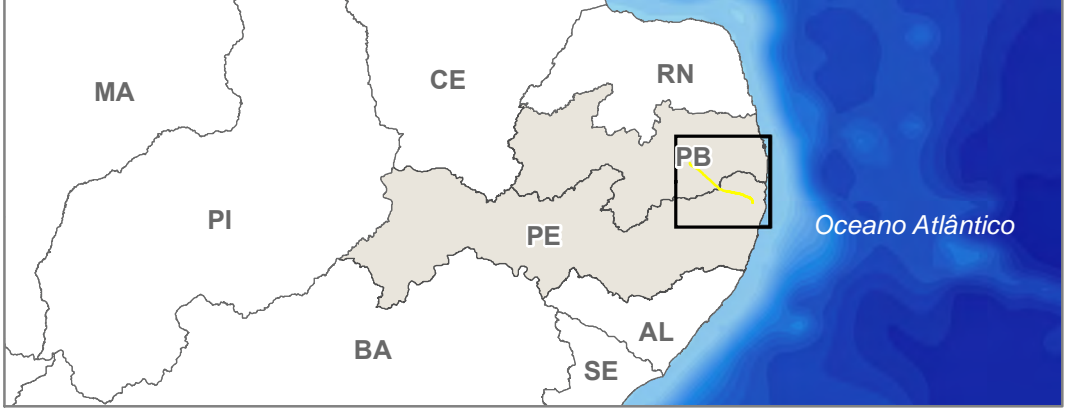 RN
CE
MA
PB
PI
Oceano Atlântico
PE
AL
BA
SE